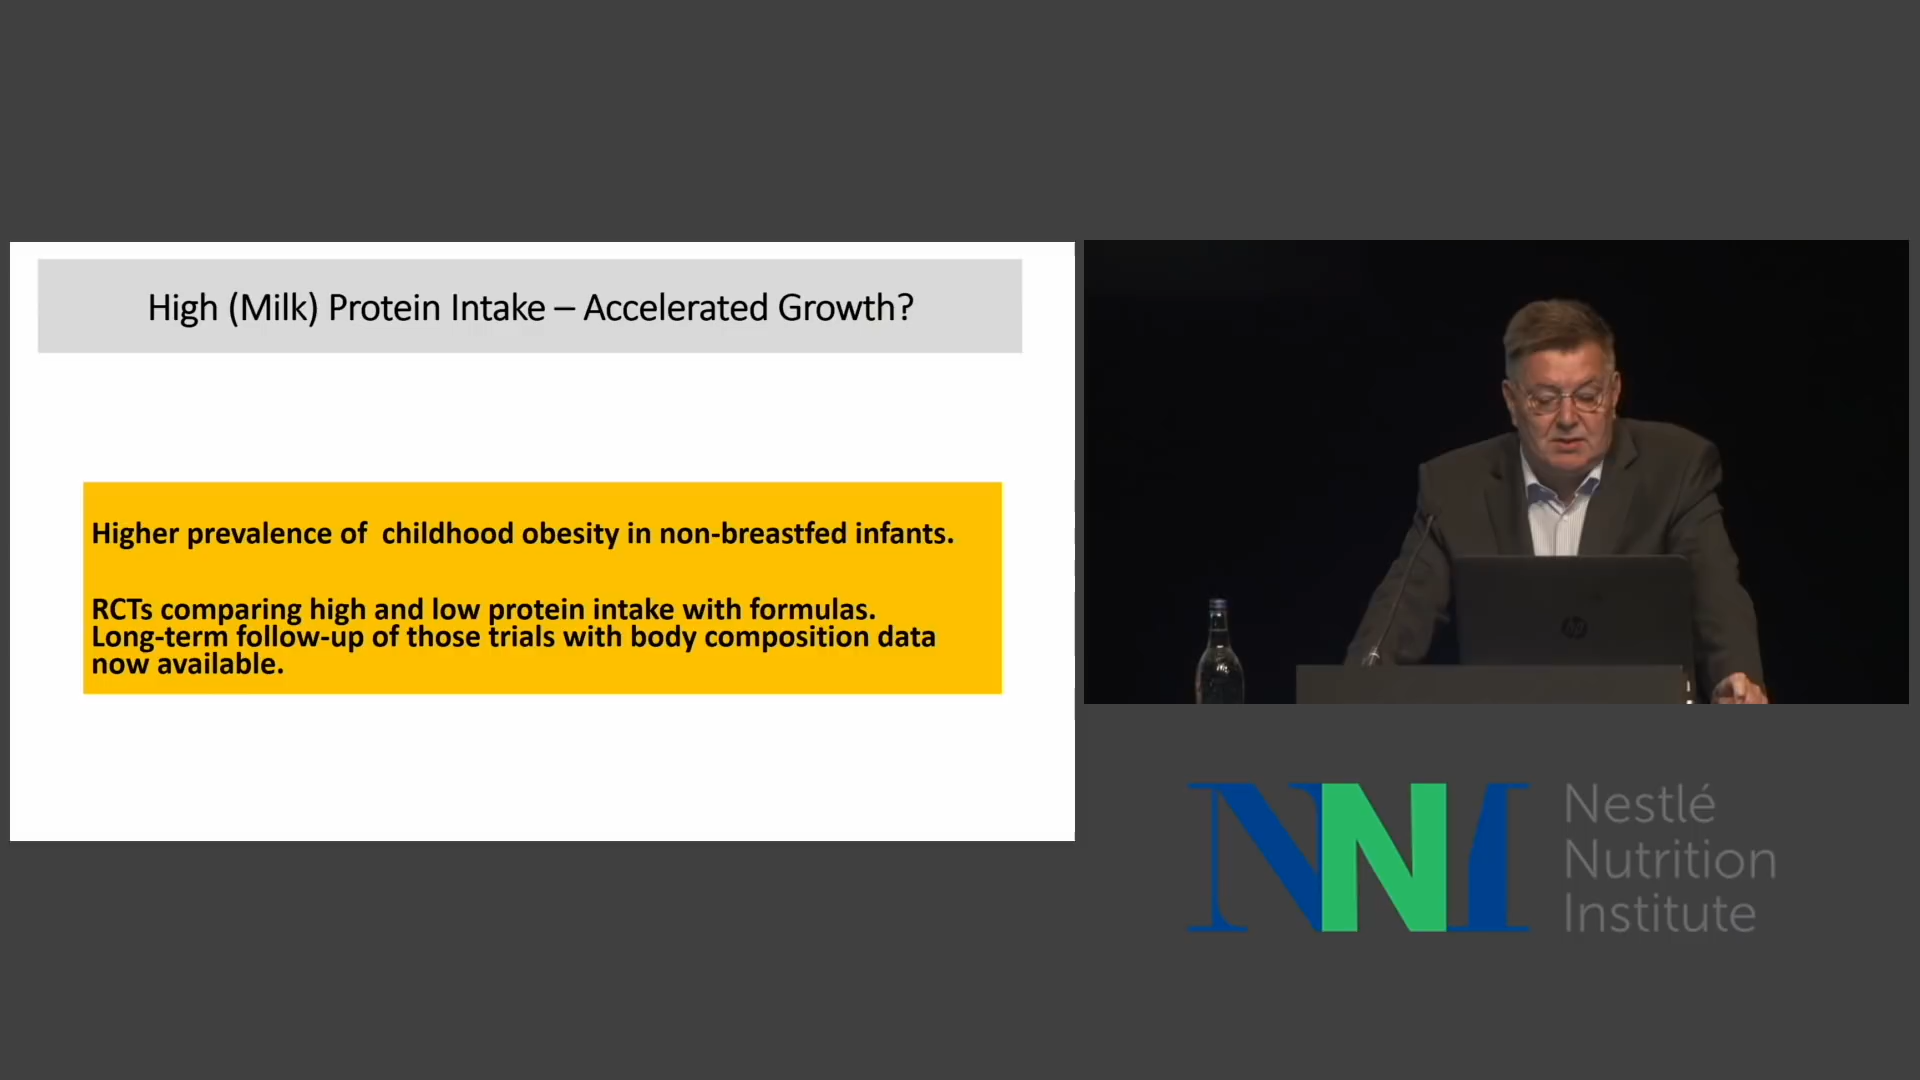 High (Milk) Protein Intake – Accelerated Growth?
Higher prevalence of  childhood obesity in non-breastfed infants.
RCTs comparing high and low protein intake with formulas.
Long-term follow-up of those trials with body composition data
now available.
hp
NNI
Nestlé
Nutrition
Institute